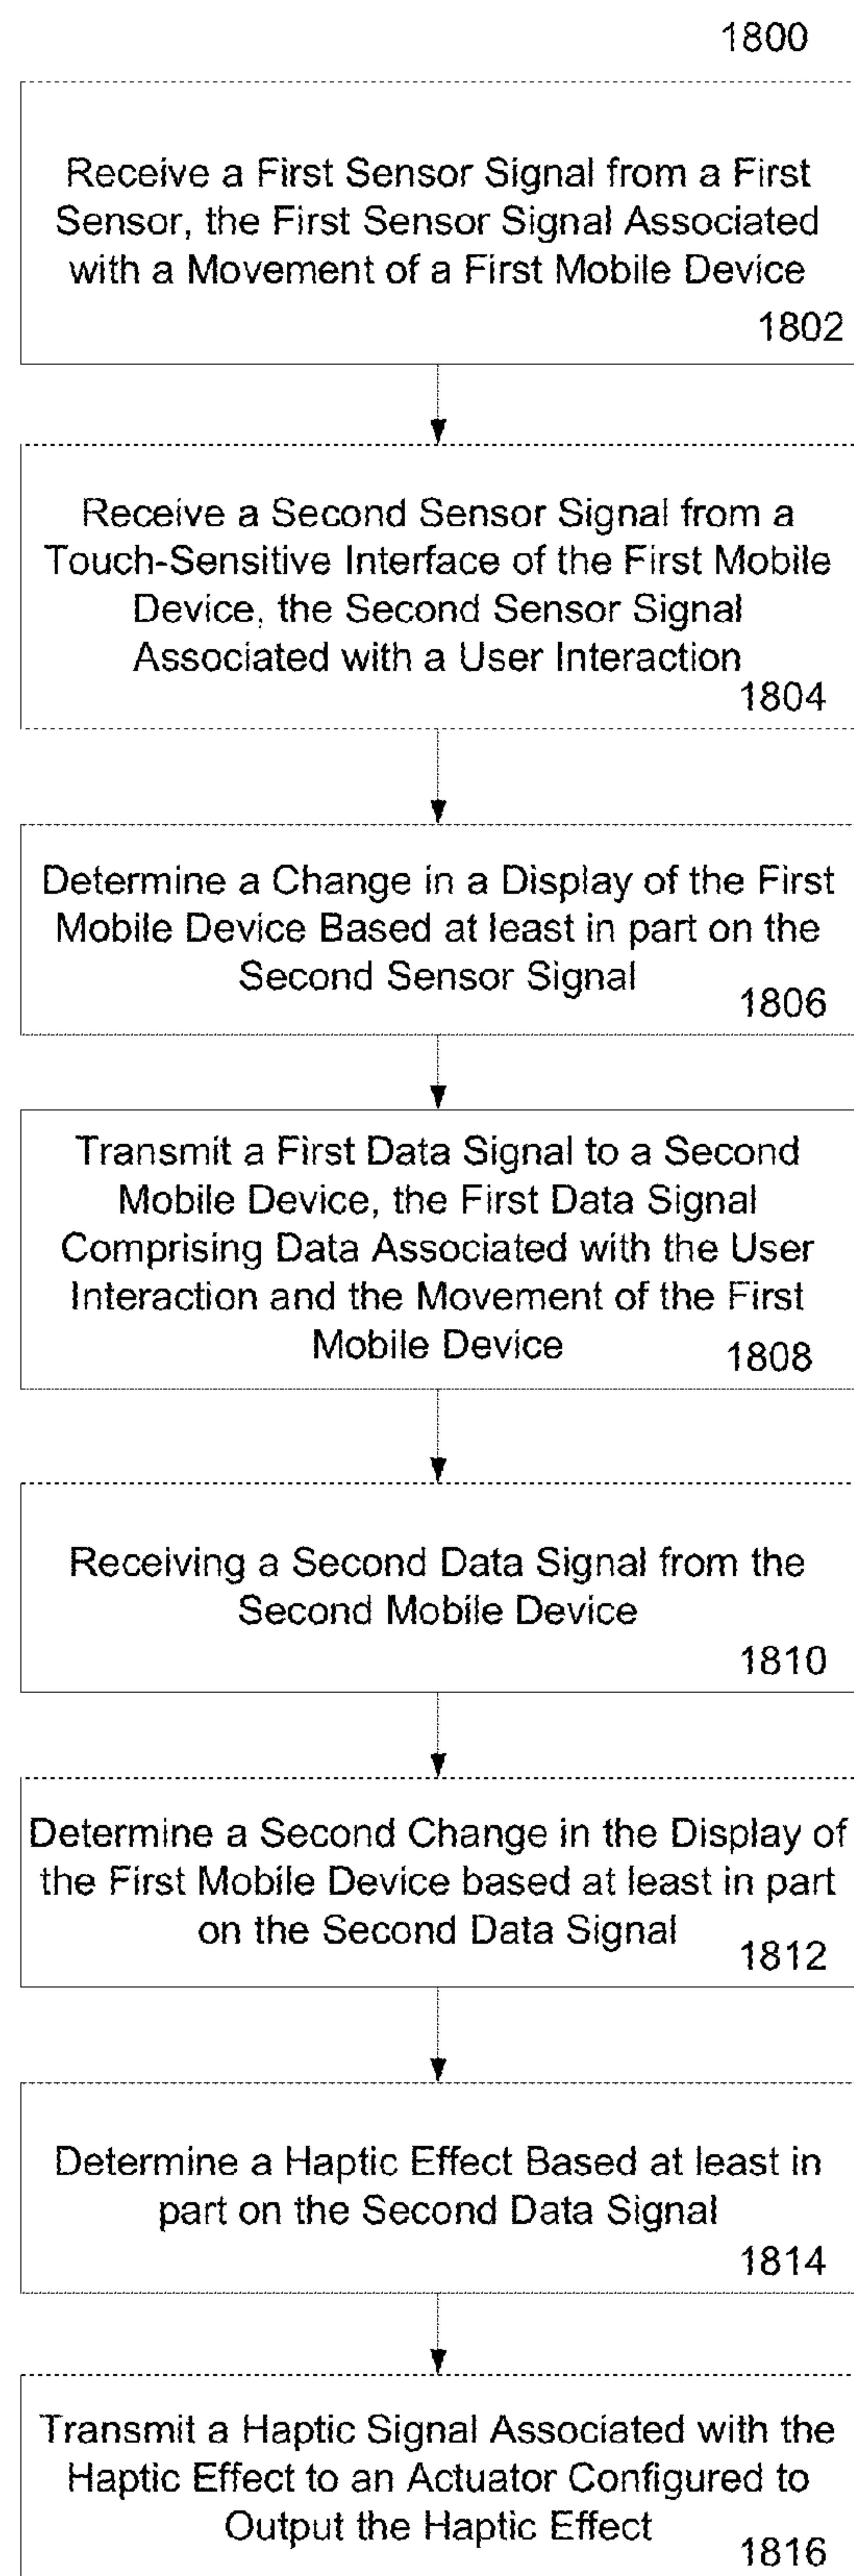 1800
Receive a First Sensor Signal from a First
Sensor, the First Sensor Signal Associated
with a Movement of a First Mobile Device
1802
Receive a Second Sensor Signal from a
Touch-Sensitive Interface of the First Mobile
Device, the Second Sensor Signal
Associated with a User Interaction
1804
Determine a Change in a Display of the First
Mobile Device Based at least in part on the
Second Sensor Signal
1806
Transmit a First Data Signal to a Second
Mobile Device, the First Data Signal
Comprising Data Associated with the User
Interaction and the Movement of the First
Mobile Device
1808
Receiving a Second Data Signal from the
Second Mobile Device
1810
Determine a Second Change in the Display of
the First Mobile Device based at least in part
on the Second Data Signal
1812
Determine a Haptic Effect Based at least in
part on the Second Data Signal
1814
Transmit a Haptic Signal Associated with the
Haptic Effect to an Actuator Configured to
Output the Haptic Effect
1816